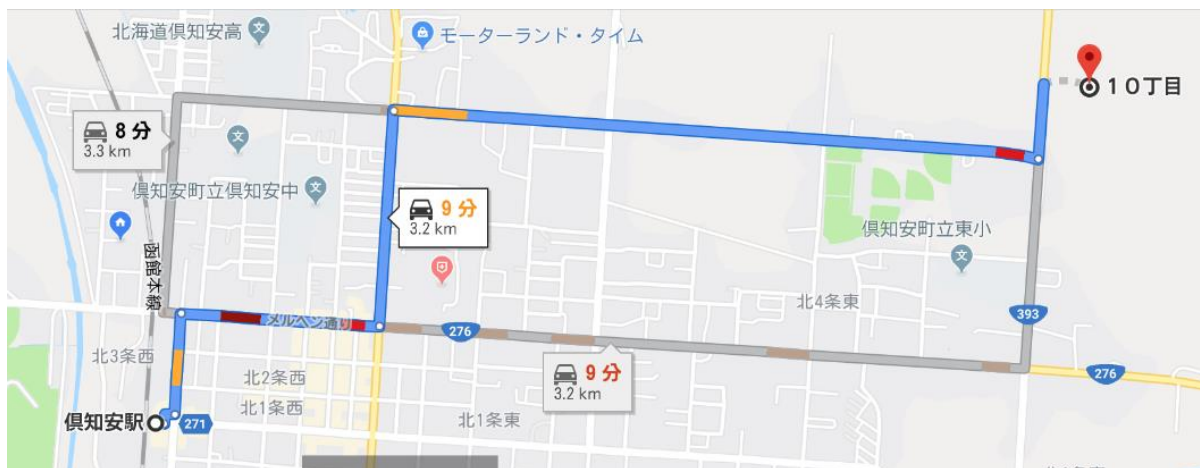 北海道倶知安高
モーターランド・タイム
10丁目
8 分
3.3 km
倶知安町立倶知安中
9 分
3.2 km
倶知安町立東小
函館本線
メルヘン通り
276
北4条東
393
北3条西
9 分
3.2 km
276
北2条西
北1条西
倶知安駅
271
北1条東